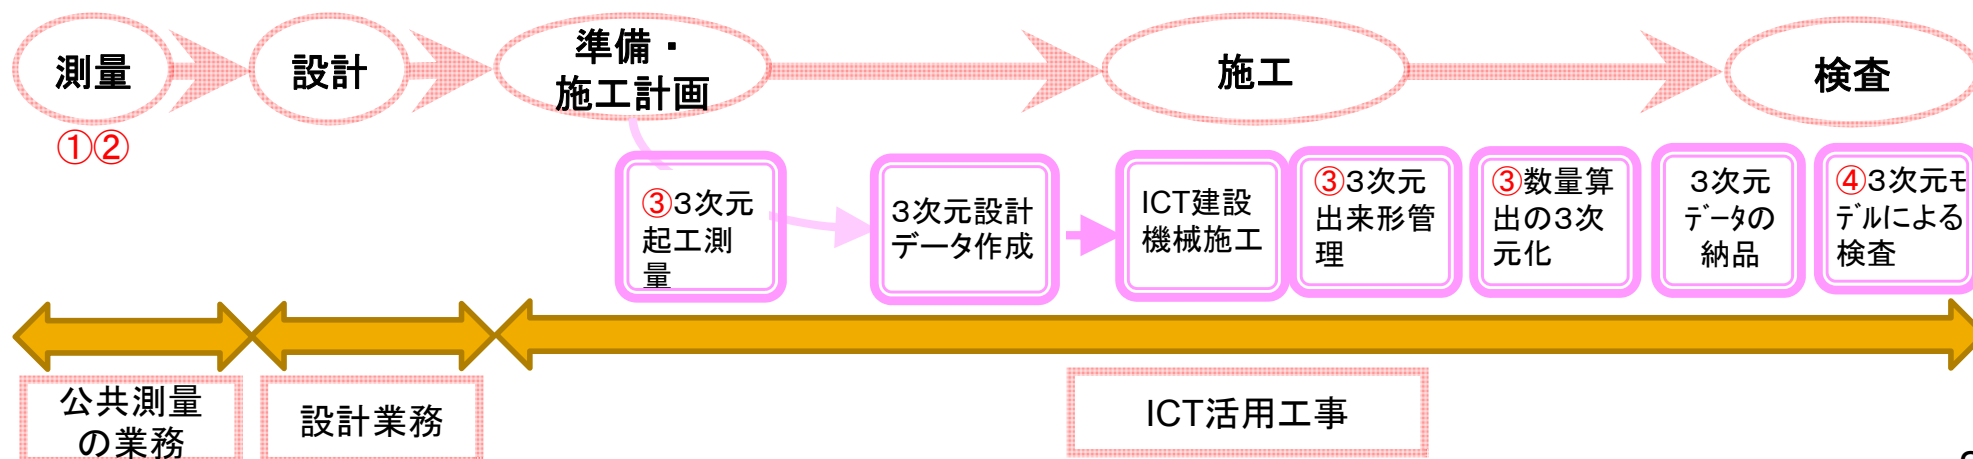 測量
設計
準備・
施工計画
施工
検査
①②
③3次元
起工測
量
3次元設計
データ作成
ICT建設
機械施工
③3次元
出来形管
理
③数量算
出の3次
元化
3次元
ﾃﾞｰﾀの
納品
④3次元ﾓ
ﾃﾞﾙによる
検査
公共測量
の業務
設計業務
ICT活用工事